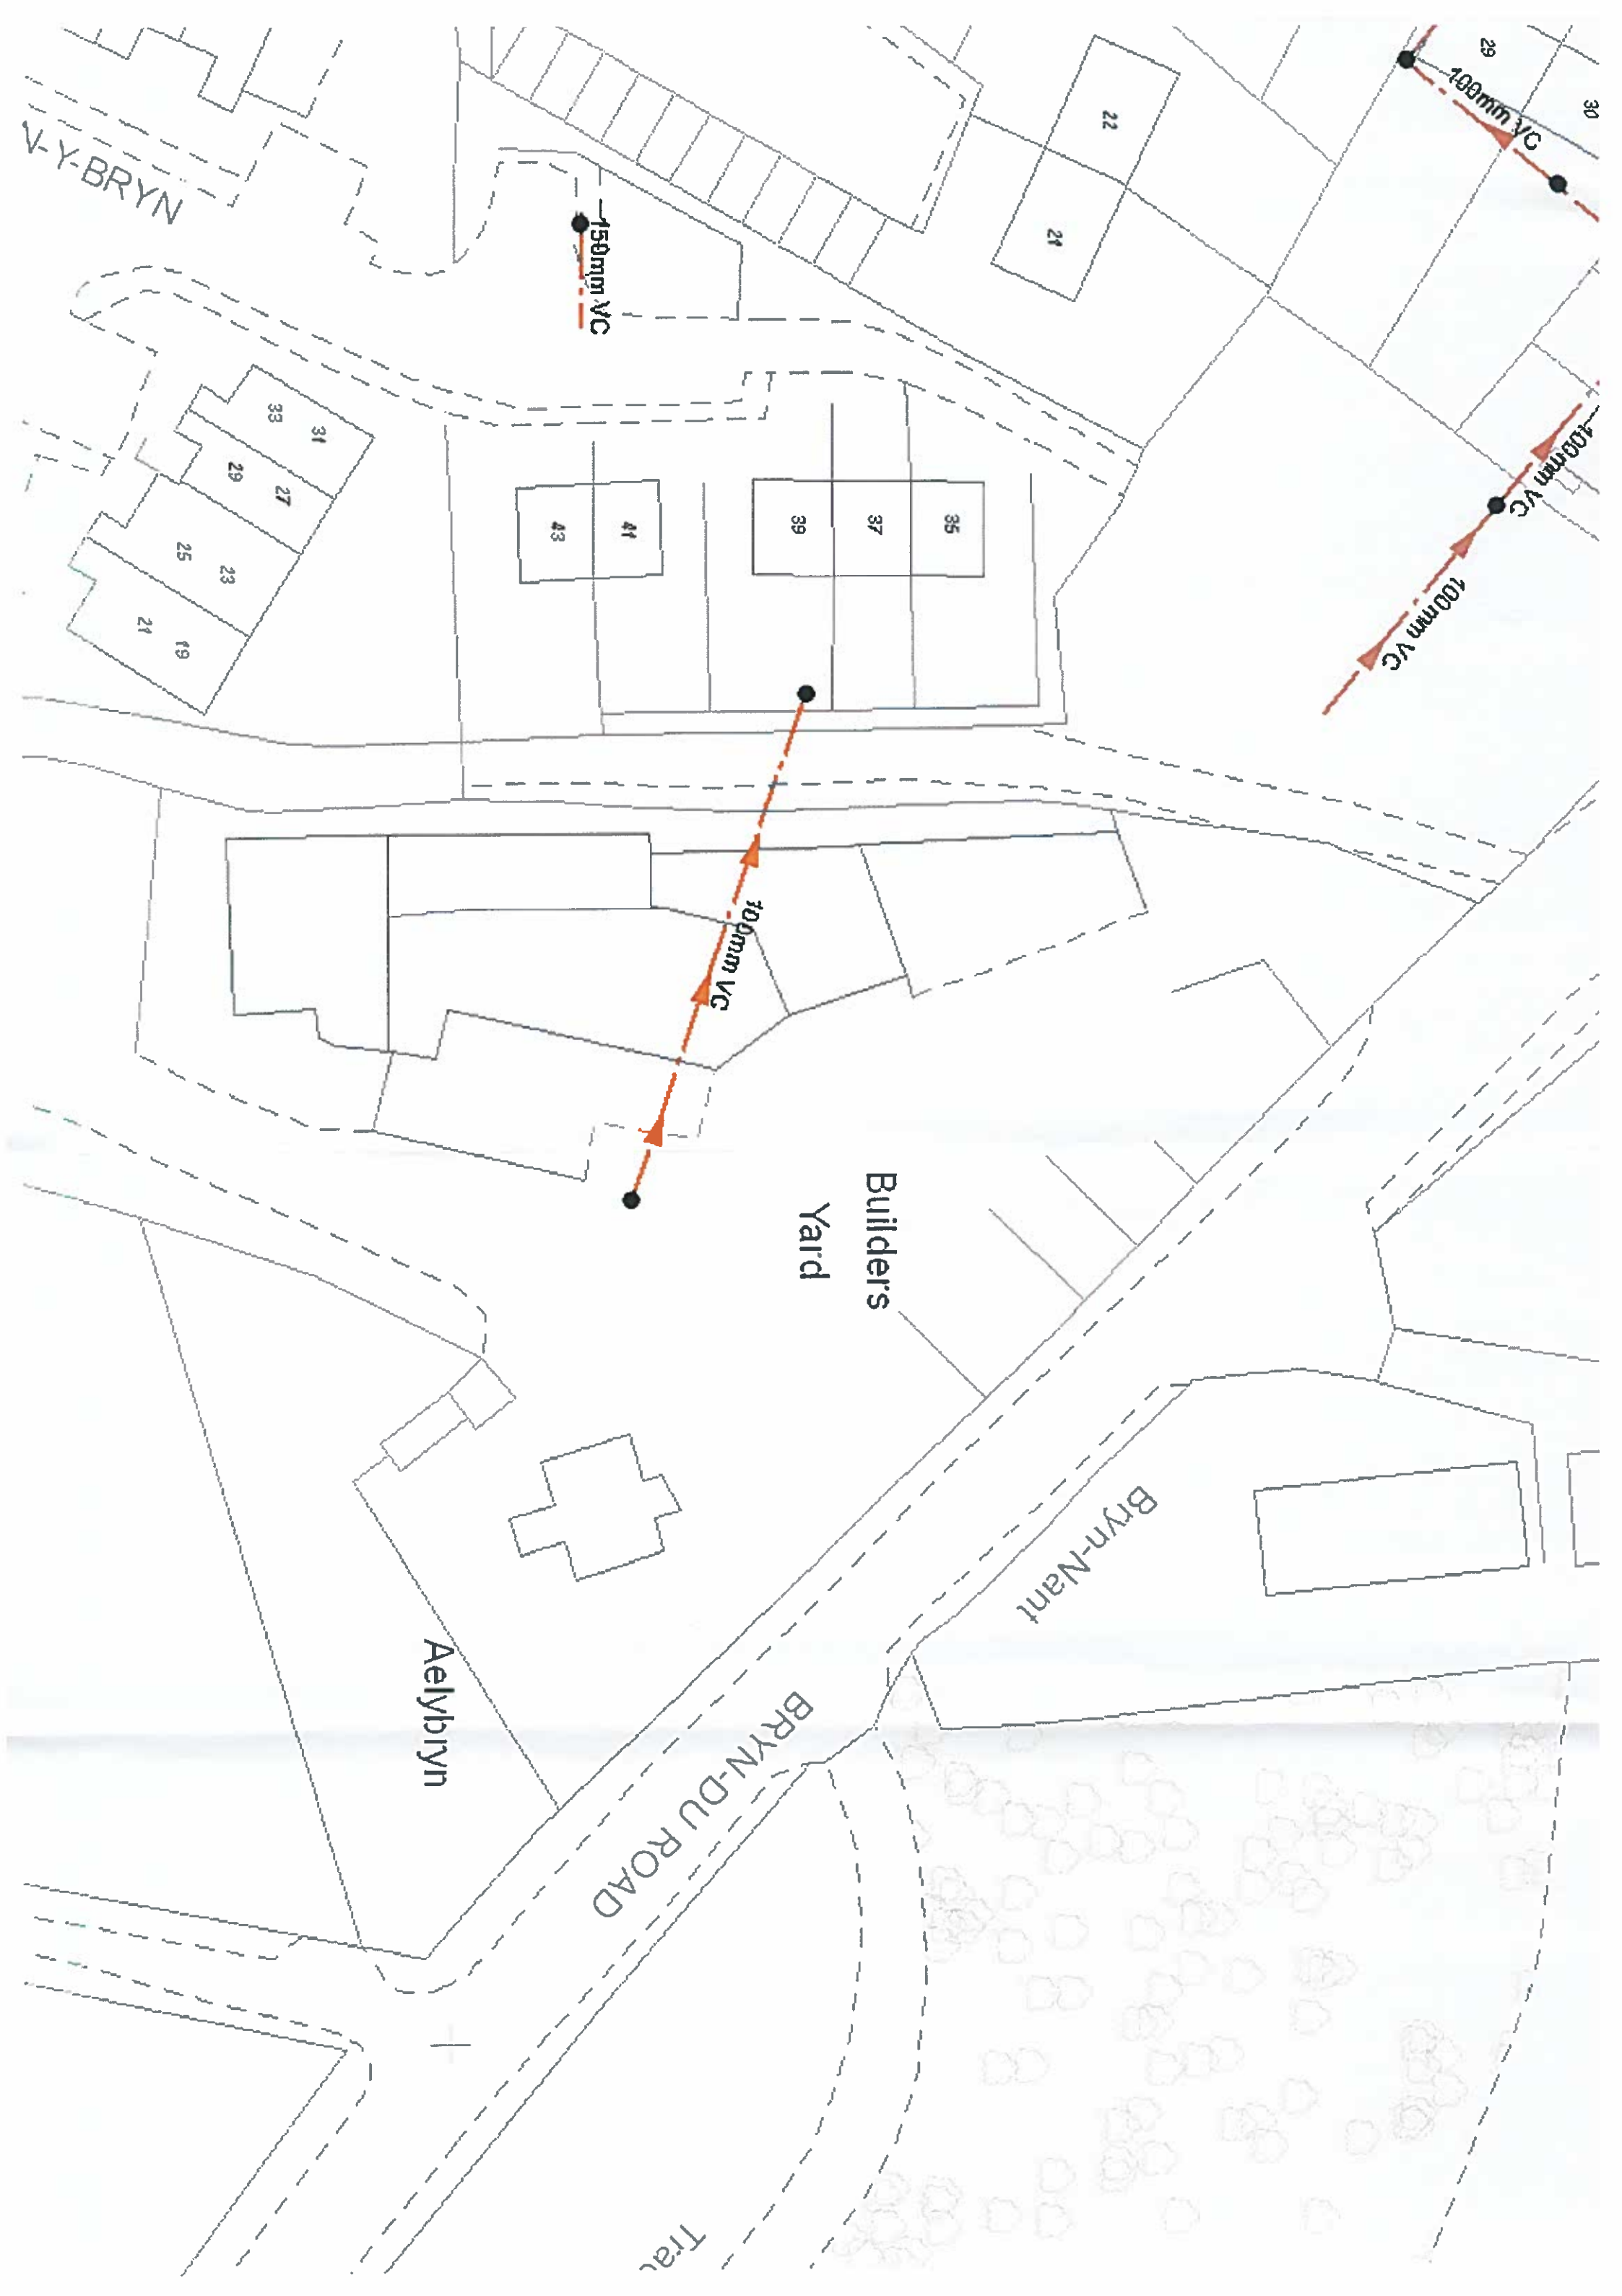 29
30
100mm VC
22
21
V-Y-BRYN
150mm VC
100mm VC
100mm VC
33
31
29
27
25
23
21
19
43
41
39
37
35
100mm VC
Builders
Yard
Bryn-Nant
Aelybryn
BRYN-DU ROAD
Trac